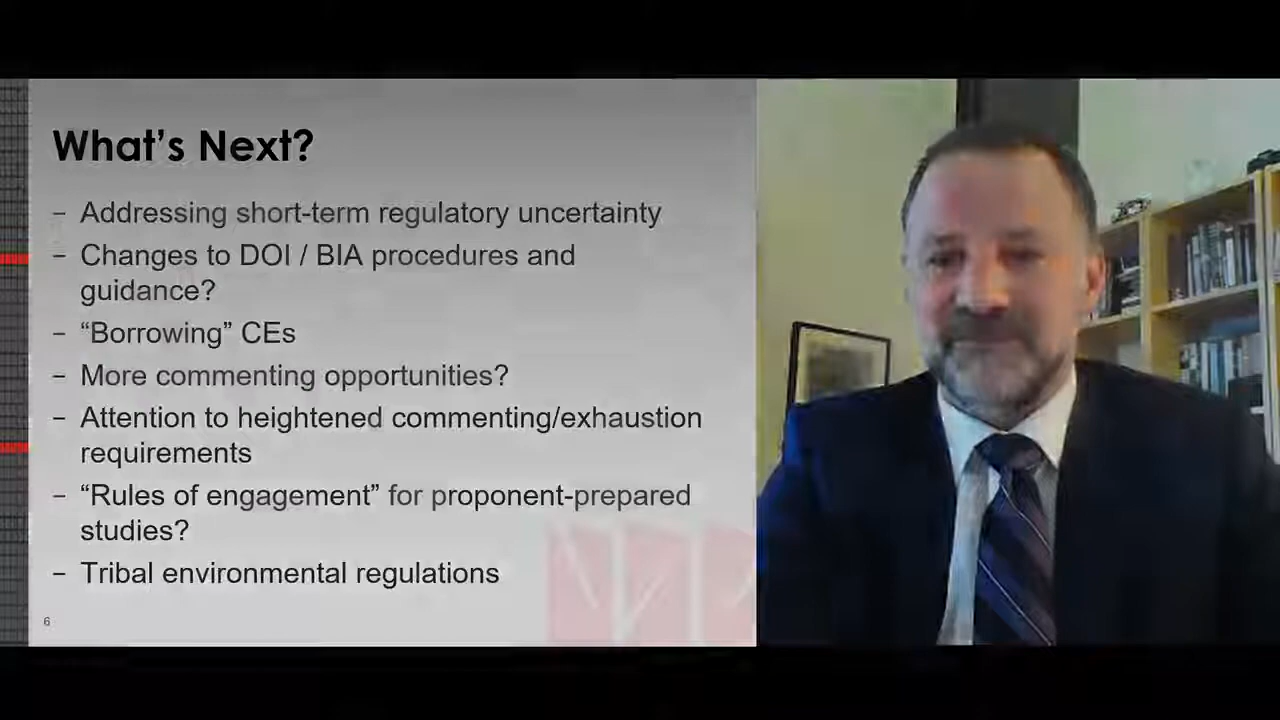 What's Next?
– Addressing short-term regulatory uncertainty
– Changes to DOI / BIA procedures and
guidance?
– “Borrowing” CEs
– More commenting opportunities?
– Attention to heightened commenting/exhaustion
requirements
– “Rules of engagement” for proponent-prepared
studies?
– Tribal environmental regulations
6